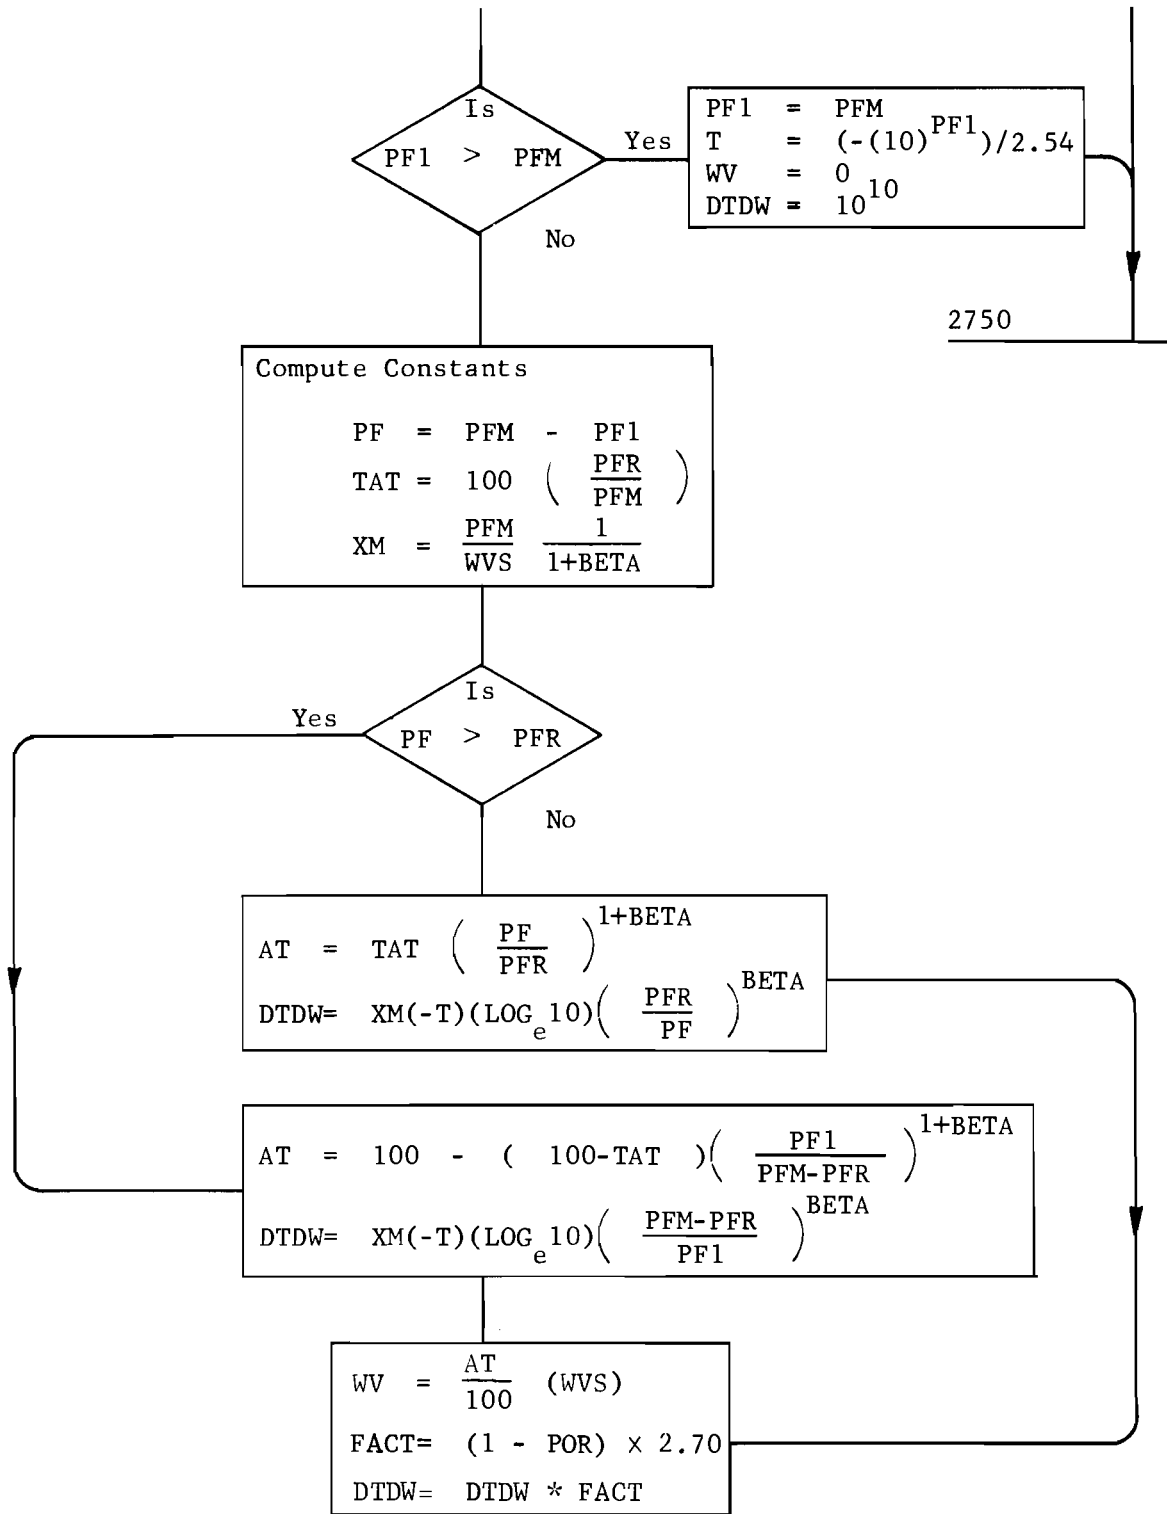 Is
PF1 > PFM
Yes
No
PF1 = PFM
T = (-(10)^PF1)/2.54
WV = 0
DTDW = 10^10
2750
Compute Constants
PF = PFM - PF1
TAT = 100 ( PFR / PFM )
XM = PFM / WVS 1 / 1+BETA
Is
PF > PFR
Yes
No
AT = TAT ( PF / PFR )^1+BETA
DTDW= XM(-T)(LOG_e 10)( PFR / PF )^BETA
AT = 100 - ( 100-TAT )( PF1 / PFM-PFR )^1+BETA
DTDW= XM(-T)(LOG_e 10)( PFM-PFR / PF1 )^BETA
WV = AT / 100 (WVS)
FACT= (1 - POR) × 2.70
DTDW= DTDW * FACT